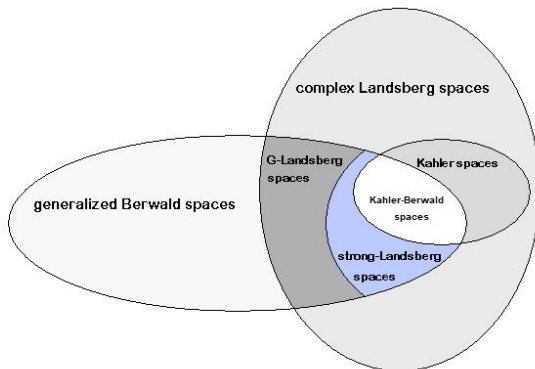 complex Landsberg spaces
G-Landsberg
spaces
Kahler spaces
generalized Berwald spaces
Kahler-Berwald
spaces
strong-Landsberg
spaces